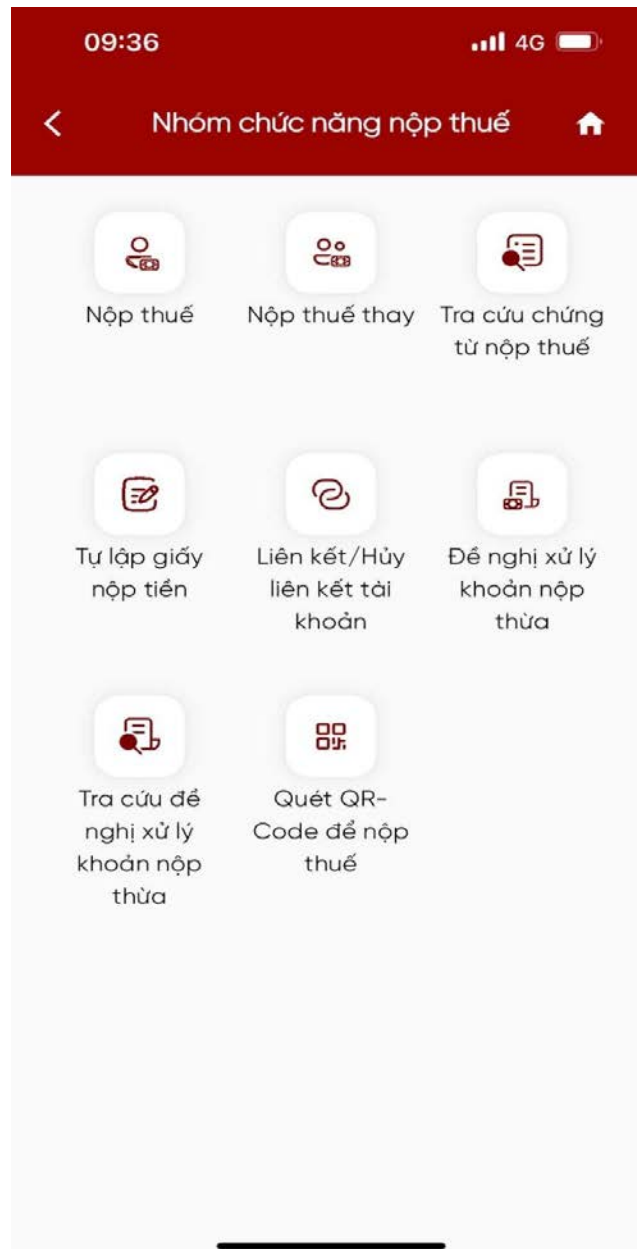 09:36
4G
Nhóm chức năng nộp thuế
Nộp thuế
Nộp thuế thay
Tra cứu chứng
từ nộp thuế
Tự lập giấy
nộp tiền
Liên kết/Hủy
liên kết tài
khoản
Đề nghị xử lý
khoản nộp
thừa
Tra cứu đề
nghị xử lý
khoản nộp
thừa
Quét QR-
Code để nộp
thuế